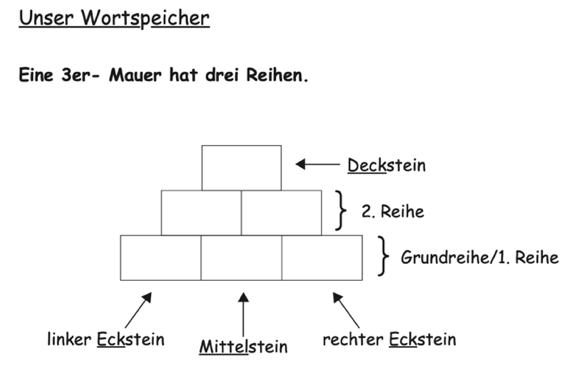 Unser Wortspeicher
Eine 3er- Mauer hat drei Reihen.
Deckstein
2. Reihe
Grundreihe/1. Reihe
linker Eckstein
Mittelstein
rechter Eckstein